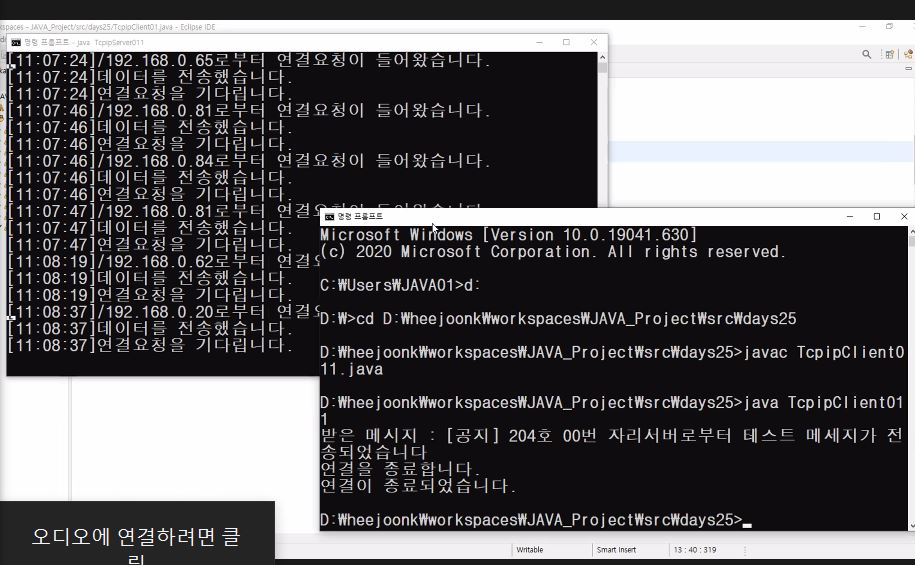 kspaces - JAVA_Project/src/days25/TcpipClient01.java - Eclipse IDE
명령 프롬프트 - java TcpipServer011
[11:07:24]/192.168.0.65로부터 연결요청이 들어왔습니다.
[11:07:24]데이터를 전송했습니다.
[11:07:24]연결요청을 기다립니다.
[11:07:46]/192.168.0.81로부터 연결요청이 들어왔습니다.
[11:07:46]데이터를 전송했습니다.
[11:07:46]연결요청을 기다립니다.
[11:07:46]/192.168.0.84로부터 연결요청이 들어왔습니다.
[11:07:46]데이터를 전송했습니다.
[11:07:46]연결요청을 기다립니다.
[11:07:47]/192.168.0.81로부터 연결요청이 들어왔습니다.
[11:07:47]데이터를 전송했습니다.
[11:07:47]연결요청을 기다립니다.
[11:08:19]/192.168.0.62로부터 연결
[11:08:19]데이터를 전송했습니다.
[11:08:19]연결요청을 기다립니다.
[11:08:37]/192.168.0.20로부터 연결
[11:08:37]데이터를 전송했습니다.
[11:08:37]연결요청을 기다립니다.
명령 프롬프트
Microsoft Windows [Version 10.0.19041.630]
(c) 2020 Microsoft Corporation. All rights reserved.
C:₩Users₩JAVA01>d:
D:₩>cd D:₩heejoonk₩workspaces₩JAVA_Project₩src₩days25
D:₩heejoonk₩workspaces₩JAVA_Project₩src₩days25>javac TcpipClient0
11.java
D:₩heejoonk₩workspaces₩JAVA_Project₩src₩days25>java TcpipClient01
1
받은 메시지 : [공지] 204호 00번 자리서버로부터 테스트 메세지가 전
송되었습니다
연결을 종료합니다.
연결이 종료되었습니다.
D:₩heejoonk₩workspaces₩JAVA_Project₩src₩days25>
오디오에 연결하려면 클
릭
Writable
Smart Insert
13 : 40 : 319